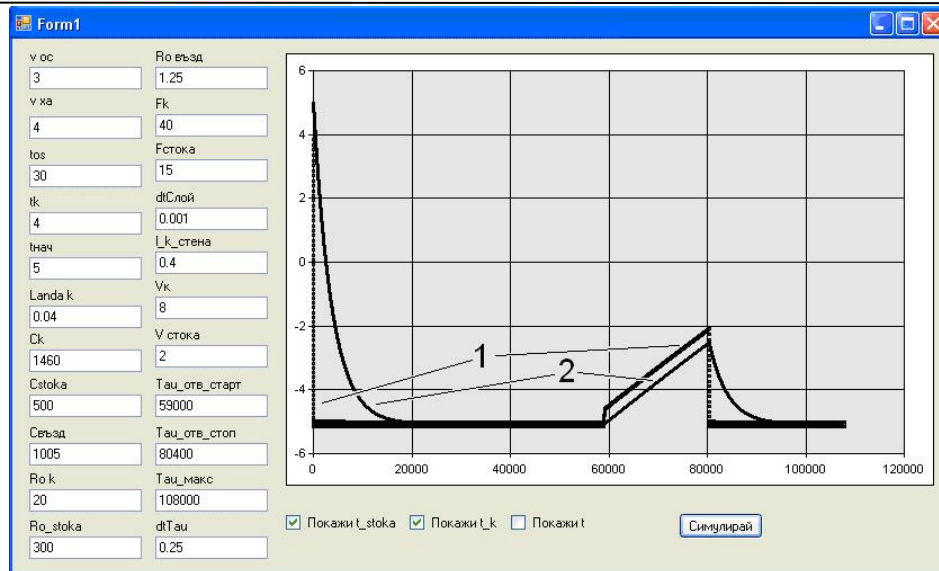 Form1
v ос
3
v ха
4
tos
30
tk
4
tнач
5
Landa k
0.04
Ck
1460
Cstoka
500
Cвъзд
1005
Ro k
20
Ro_stoka
300
Ro възд
1.25
Fk
40
Fстока
15
dtСлой
0.001
l_k_стена
0.4
Vк
8
V стока
2
Tau_отв_старт
59000
Tau_отв_стоп
80400
Tau_макс
108000
dtTau
0.25
6
4
2
0
-2
-4
-6
1
2
0 20000 40000 60000 80000 100000 120000
Покажи t_stoka Покажи t_k Покажи t
Симулирай